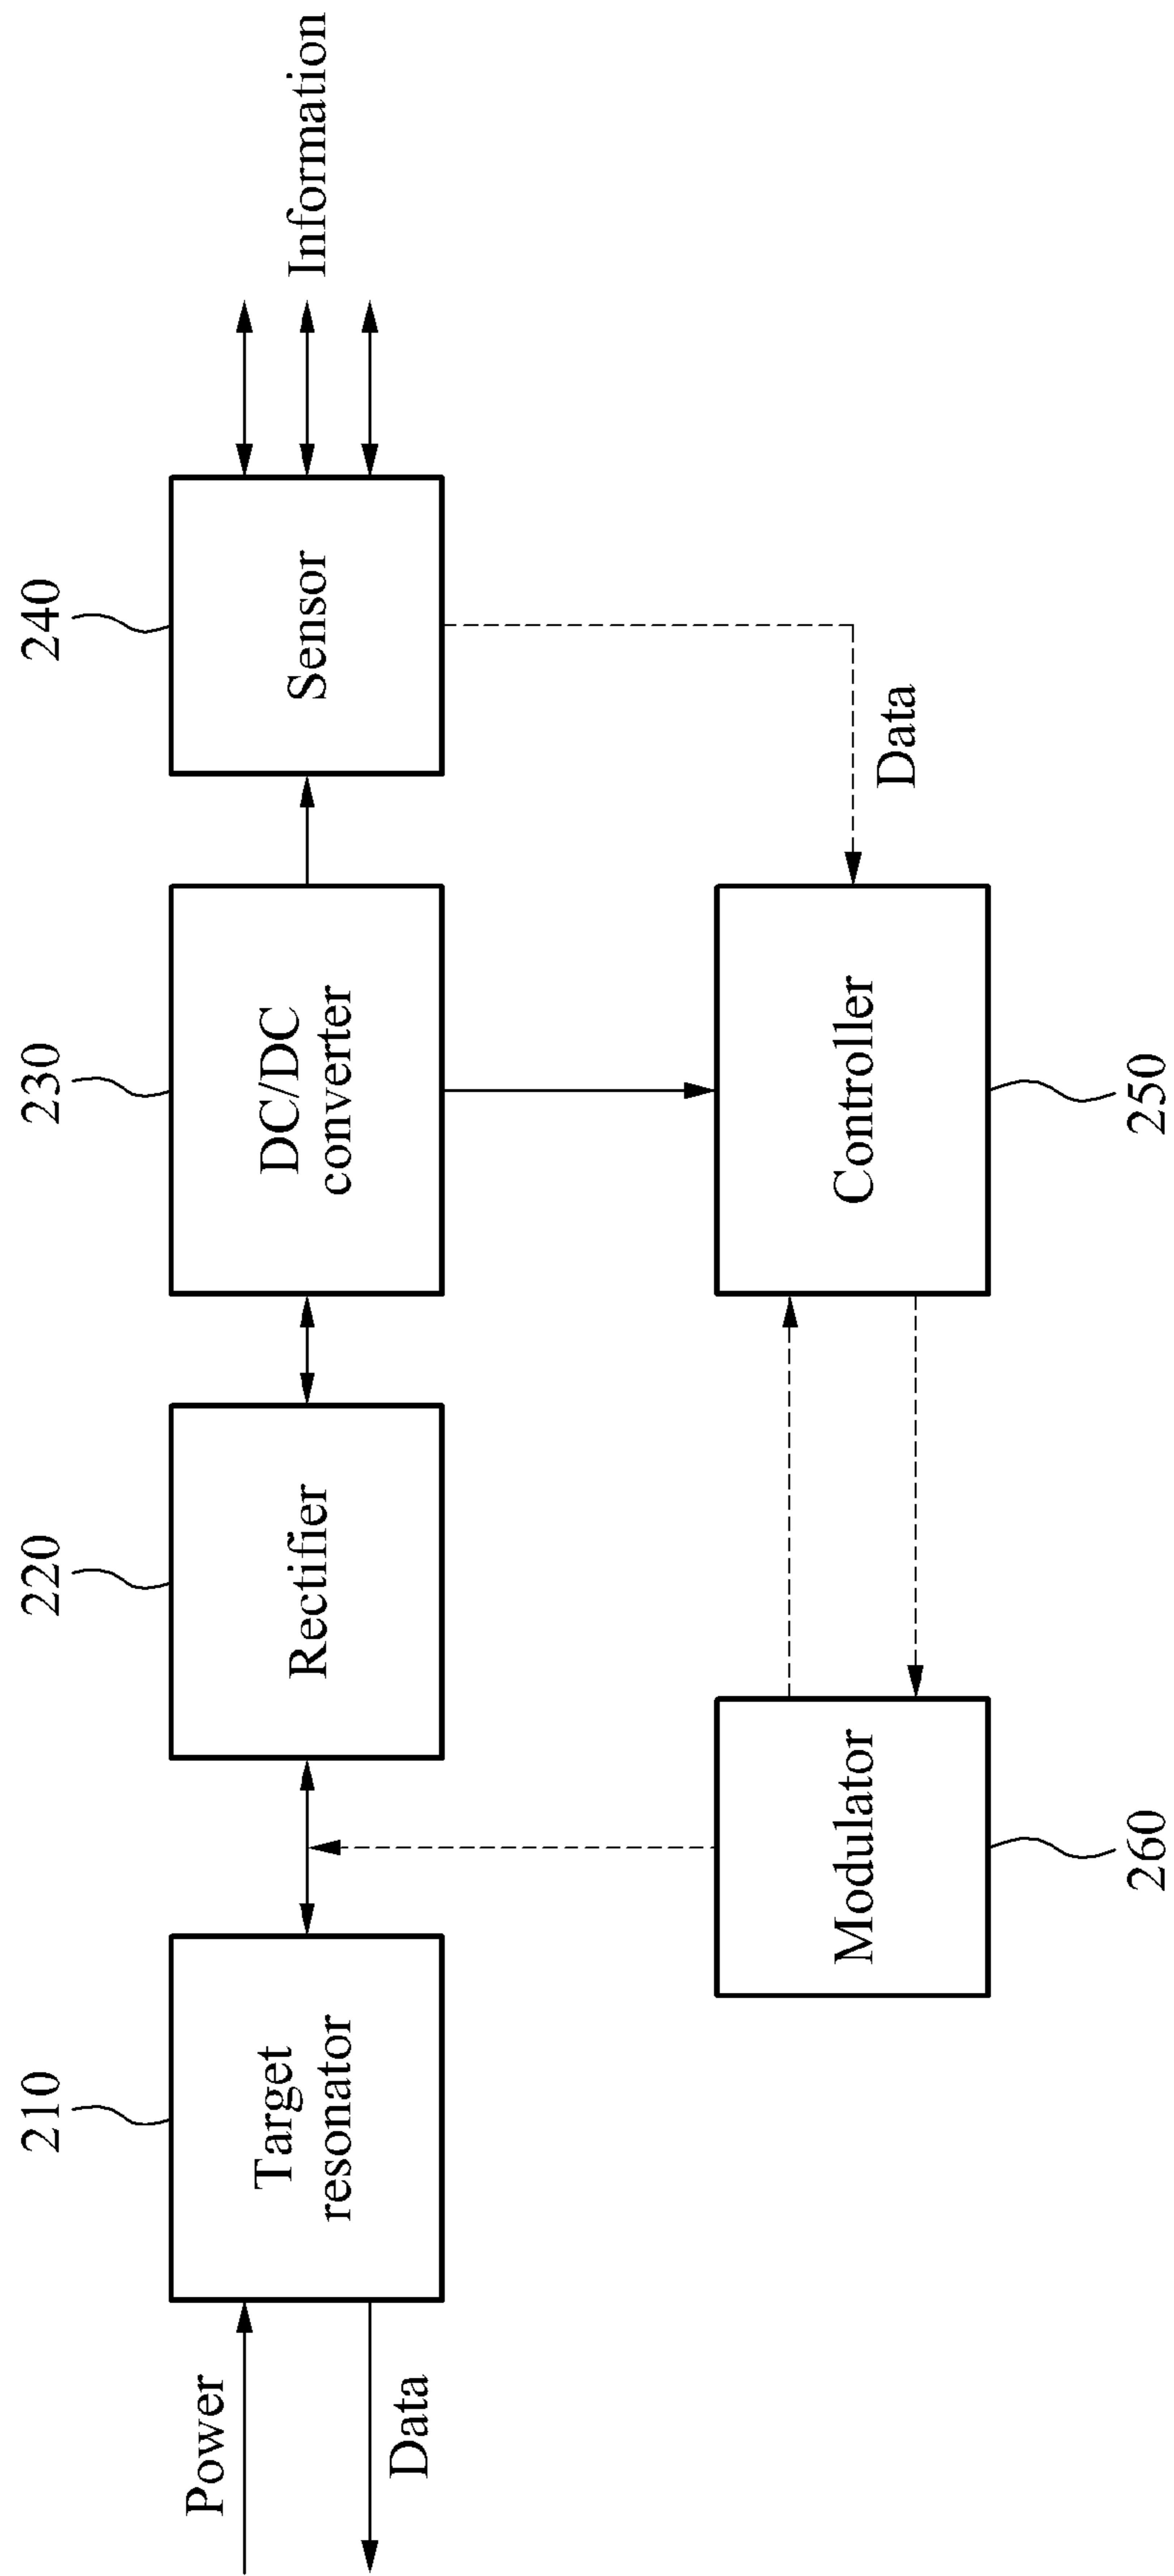 210
220
230
240
Power
Data
Target
resonator
Rectifier
DC/DC
converter
Sensor
Information
Modulator
Controller
Data
260
250